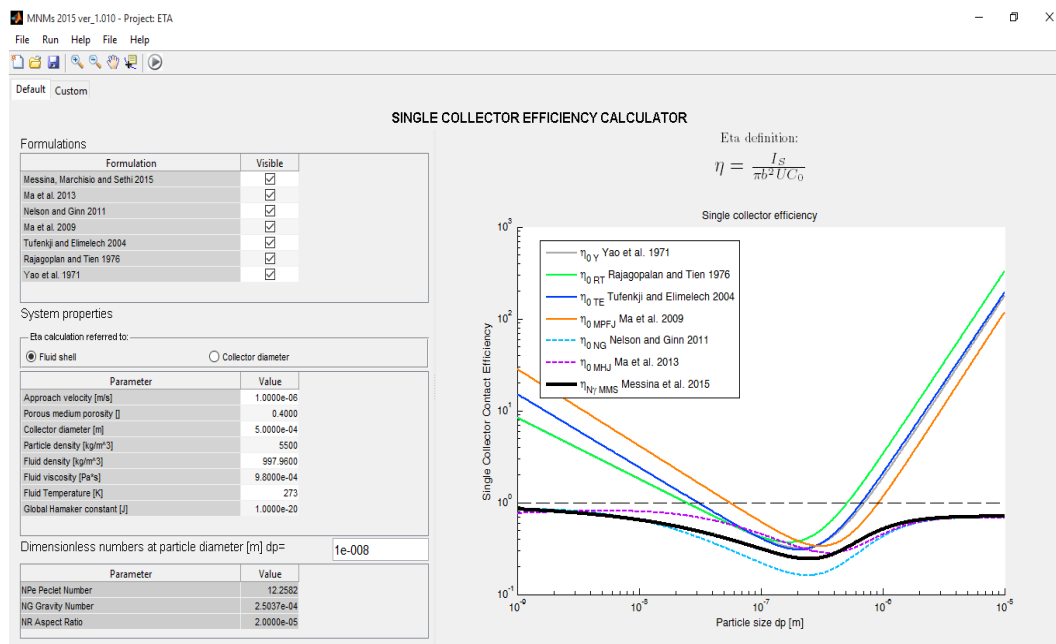 MNMs 2015 ver_1.010 - Project: ETA
File Run Help File Help
Default Custom
SINGLE COLLECTOR EFFICIENCY CALCULATOR
Formulations
Formulation Visible
Messina, Marchisio and Sethi 2015
Ma et al. 2013
Nelson and Ginn 2011
Ma et al. 2009
Tufenkji and Elimelech 2004
Rajagoplan and Tien 1976
Yao et al. 1971
System properties
Eta calculation referred to:
Fluid shell Collector diameter
Parameter Value
Approach velocity [m/s] 1.0000e-06
Porous medium porosity [] 0.4000
Collector diameter [m] 5.0000e-04
Particle density [kg/m^3] 5500
Fluid density [kg/m^3] 997.9600
Fluid viscosity [Pa*s] 9.8000e-04
Fluid Temperature [K] 273
Global Hamaker constant [J] 1.0000e-20
Dimensionless numbers at particle diameter [m] dp= 1e-008
Parameter Value
NPe Peclet Number 12.2582
NG Gravity Number 2.5037e-04
NR Aspect Ratio 2.0000e-05
Eta definition:
η = I_S / πb²UC₀
Single collector efficiency
Single Collector Contact Efficiency
10³
10²
10¹
10⁰
10⁻¹
η0 Y Yao et al. 1971
η0 RT Rajagopalan and Tien 1976
η0 TE Tufenkji and Elimelech 2004
η0 MPFJ Ma et al. 2009
η0 NG Nelson and Ginn 2011
η0 MHJ Ma et al. 2013
ηNγ MMS Messina et al. 2015
10⁻⁹ 10⁻⁸ 10⁻⁷ 10⁻⁶ 10⁻⁵
Particle size dp [m]